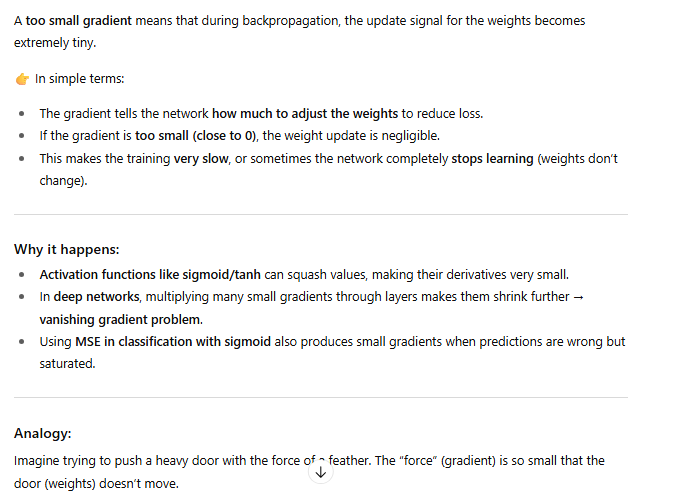 A too small gradient means that during backpropagation, the update signal for the weights becomes
extremely tiny.
👉 In simple terms:
• The gradient tells the network how much to adjust the weights to reduce loss.
• If the gradient is too small (close to 0), the weight update is negligible.
• This makes the training very slow, or sometimes the network completely stops learning (weights don't
change).
Why it happens:
• Activation functions like sigmoid/tanh can squash values, making their derivatives very small.
• In deep networks, multiplying many small gradients through layers makes them shrink further →
vanishing gradient problem.
• Using MSE in classification with sigmoid also produces small gradients when predictions are wrong but
saturated.
Analogy:
Imagine trying to push a heavy door with the force of feather. The “force” (gradient) is so small that the
door (weights) doesn't move.